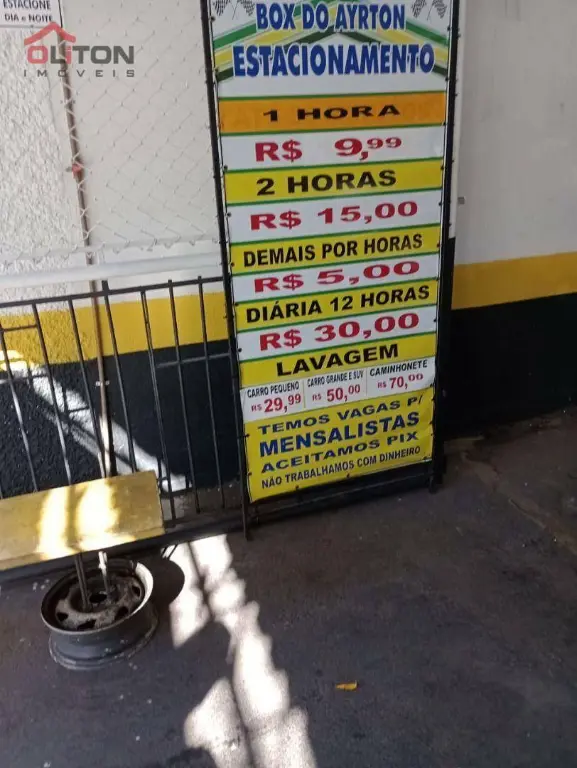 ESTACIONE
DIA e NOITE
OLITON
IMOVEIS
BOX DO AYRTON
ESTACIONAMENTO
1 HORA
R$ 9,99
2 HORAS
R$ 15,00
DEMAIS POR HORAS
R$ 5,00
DIÁRIA 12 HORAS
R$ 30,00
LAVAGEM
CARRO PEQUENO CARRO GRANDE E SUV CAMINHONETE
R$ 29,99 R$ 50,00 R$ 70,00
TEMOS VAGAS P/
MENSALISTAS
ACEITAMOS PIX
NÃO TRABALHAMOS COM DINHEIRO